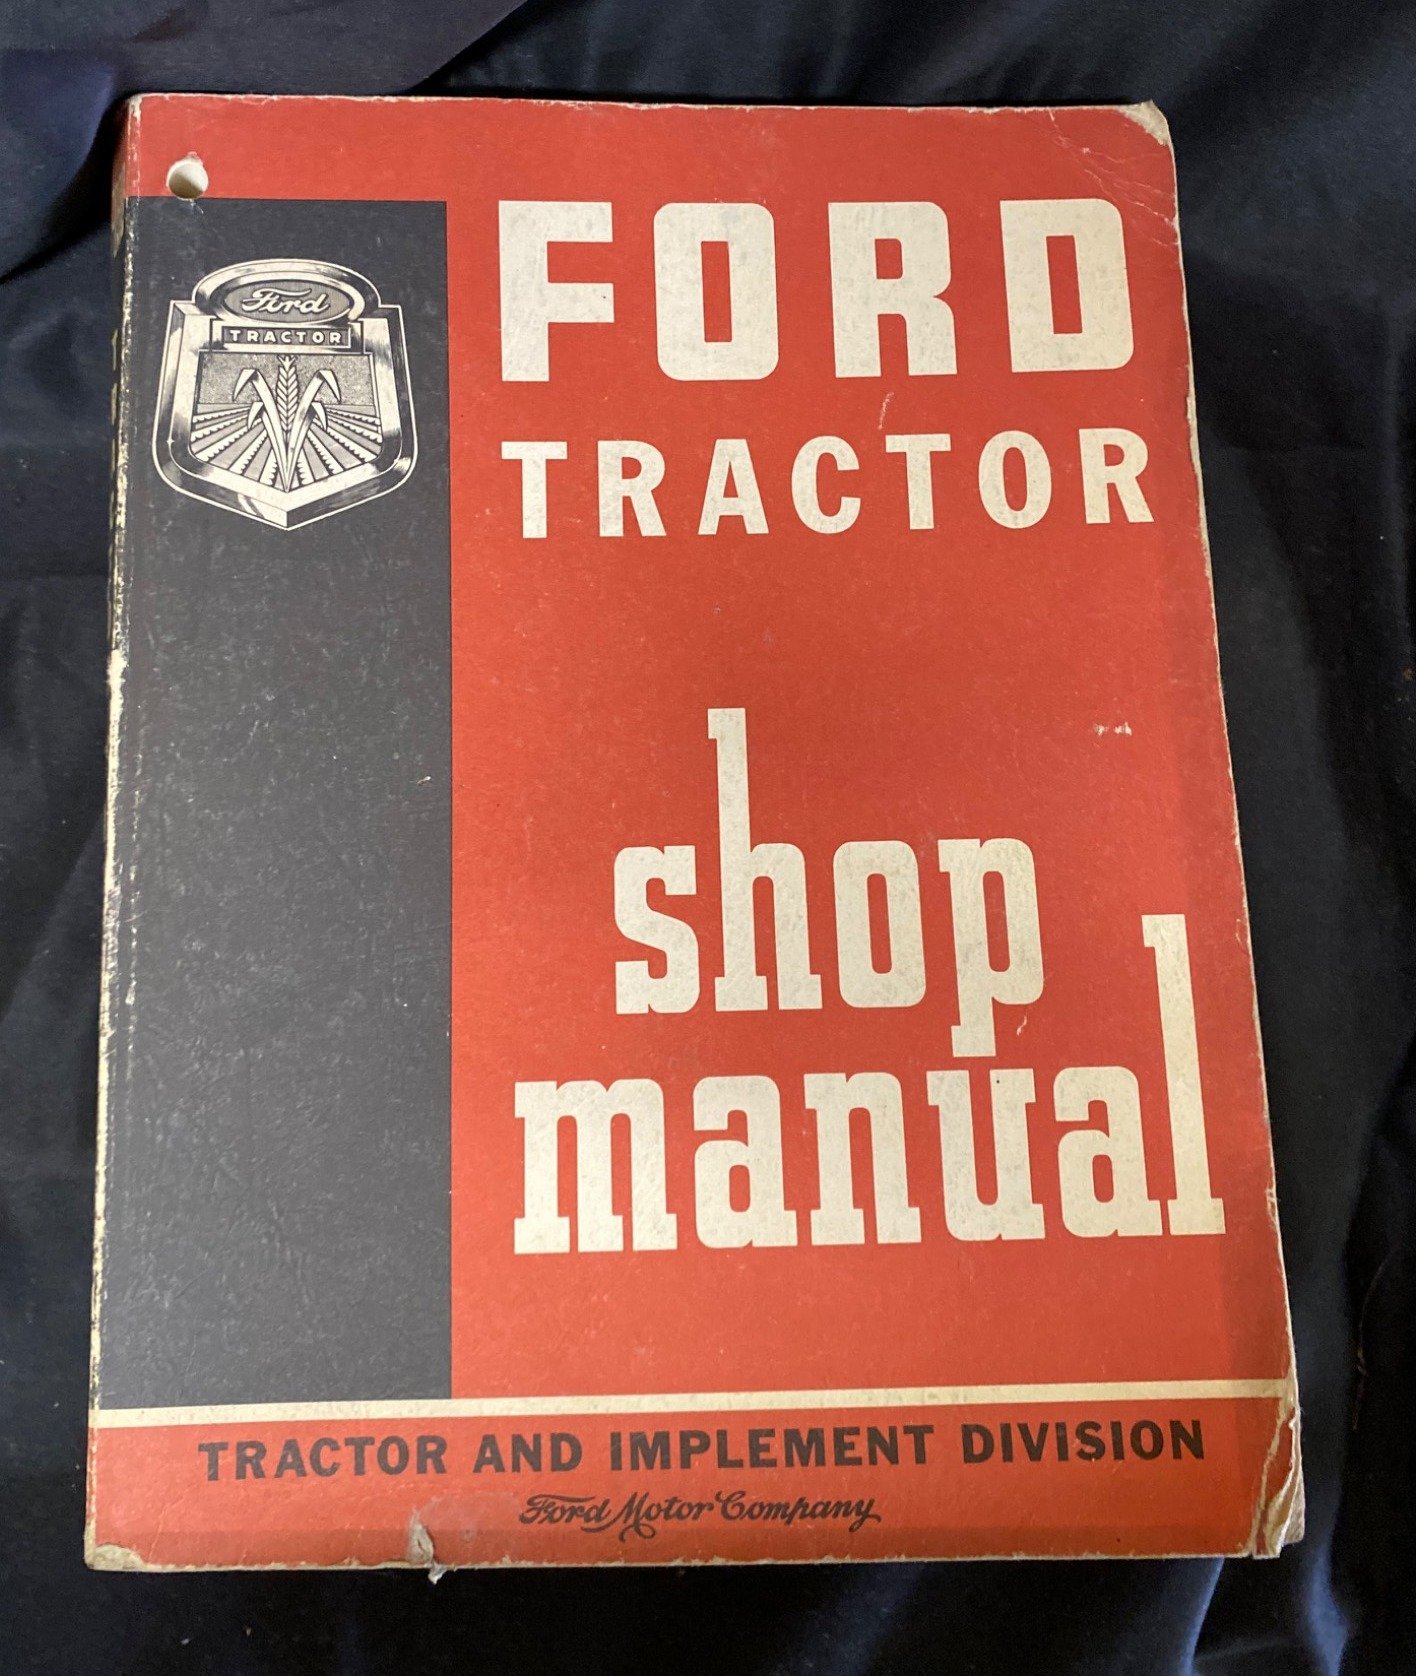 Ford
TRACTOR
FORD
TRACTOR
shop
manual
TRACTOR AND IMPLEMENT DIVISION
Ford Motor Company